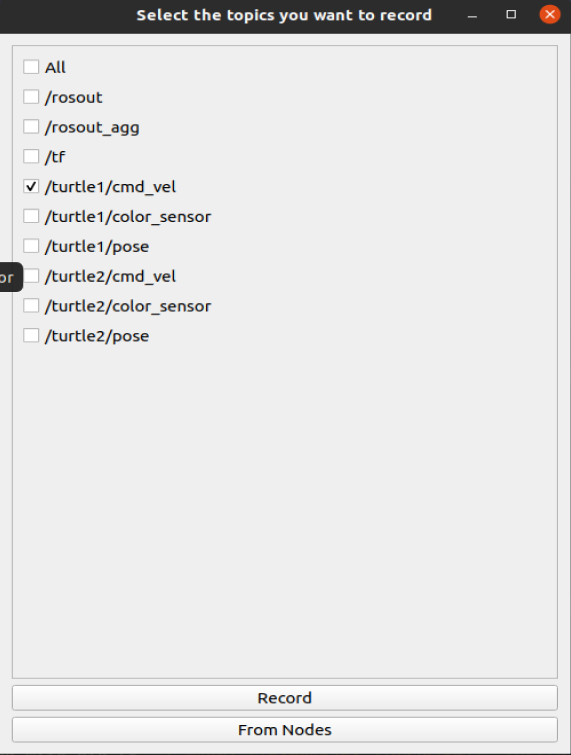 Select the topics you want to record
All
/rosout
/rosout_agg
/tf
/turtle1/cmd_vel
/turtle1/color_sensor
/turtle1/pose
or
/turtle2/cmd_vel
/turtle2/color_sensor
/turtle2/pose
Record
From Nodes